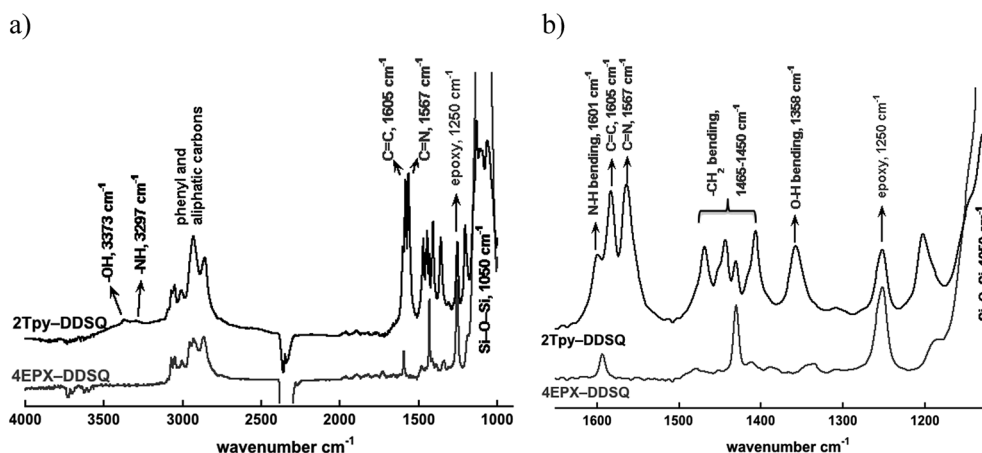 a)
C=C, 1605 cm-1
C=N, 1567 cm-1
epoxy, 1250 cm-1
phenyl and
aliphatic carbons
-OH, 3373 cm-1
-NH, 3297 cm-1
Si–O–Si, 1050 cm-1
2Tpy–DDSQ
4EPX–DDSQ
4000
3500
3000
2500
2000
1500
1000
wavenumber cm-1
b)
N-H bending, 1601 cm-1
C=C, 1605 cm-1
C=N, 1567 cm-1
-CH2 bending,
1465-1450 cm-1
O-H bending, 1358 cm-1
epoxy, 1250 cm-1
2Tpy–DDSQ
4EPX–DDSQ
1600
1500
1400
1300
1200
wavenumber cm-1